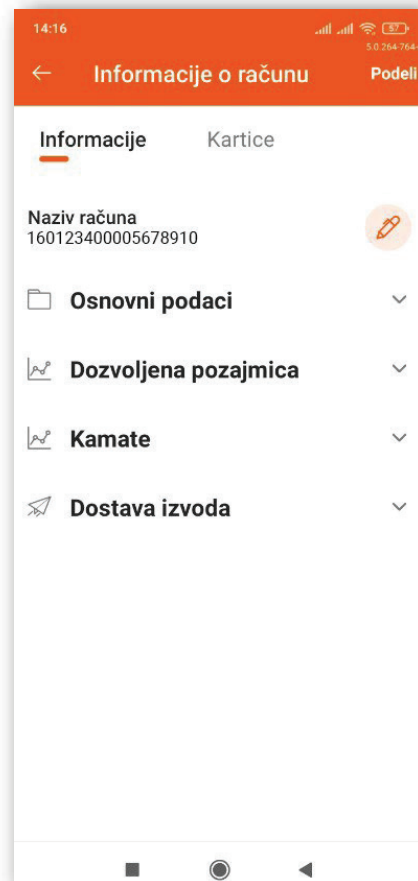 14:16
57
5.0.264-764-
Informacije o računu
Podeli
Informacije
Kartice
Naziv računa
160123400005678910
Osnovni podaci
Dozvoljena pozajmica
Kamate
Dostava izvoda